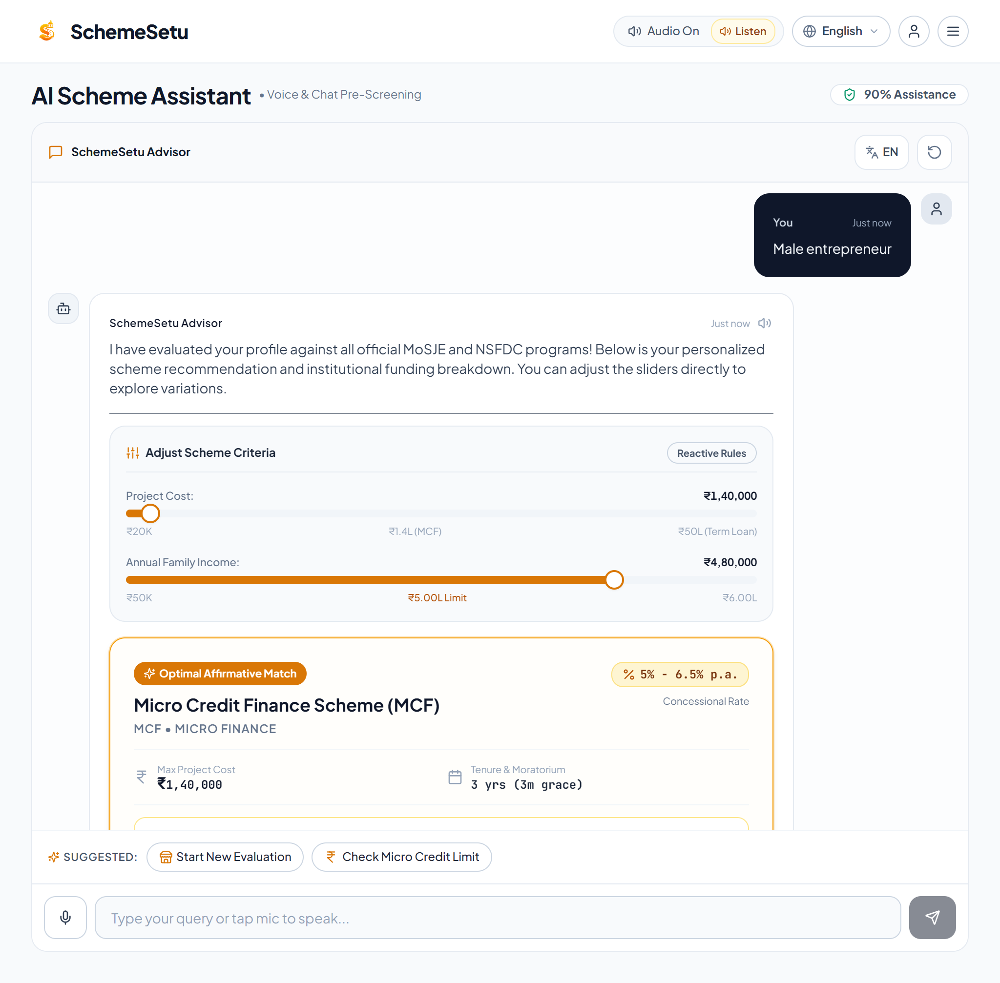 SchemeSetu
Audio On
Listen
English
AI Scheme Assistant
• Voice & Chat Pre-Screening
90% Assistance
SchemeSetu Advisor
EN
You
Just now
Male entrepreneur
SchemeSetu Advisor
Just now
I have evaluated your profile against all official MoSJE and NSFDC programs! Below is your personalized
scheme recommendation and institutional funding breakdown. You can adjust the sliders directly to
explore variations.
Adjust Scheme Criteria
Reactive Rules
Project Cost:
₹1,40,000
₹20K
₹1.4L (MCF)
₹50L (Term Loan)
Annual Family Income:
₹4,80,000
₹50K
₹5.00L Limit
₹6.00L
Optimal Affirmative Match
% 5% - 6.5% p.a.
Micro Credit Finance Scheme (MCF)
Concessional Rate
MCF • MICRO FINANCE
Max Project Cost
₹1,40,000
Tenure & Moratorium
3 yrs (3m grace)
SUGGESTED:
Start New Evaluation
₹ Check Micro Credit Limit
Type your query or tap mic to speak...